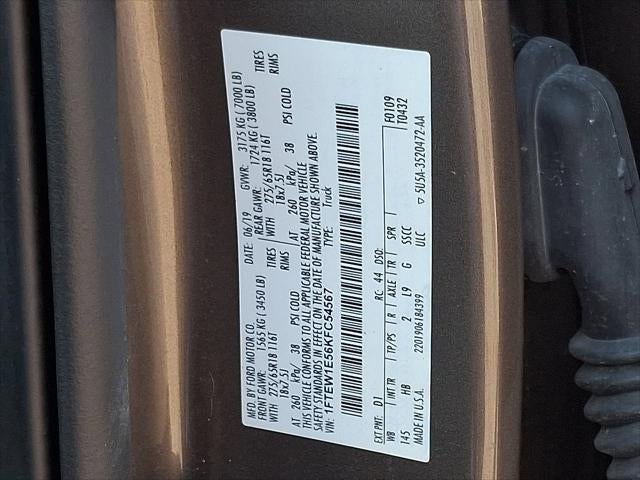 MFD. BY FORD MOTOR CO.
DATE: 06/19 GVWR: 3175 KG ( 7000 LB)
FRONT GAWR: 1565 KG ( 3450 LB) REAR GAWR: 1724 KG ( 3800 LB)
WITH 275/65R18 116T TIRES WITH 275/65R18 116T TIRES
18x7.5J RIMS 18x7.5J RIMS
AT 260 kPa/ 38 PSI COLD AT 260 kPa/ 38 PSI COLD
THIS VEHICLE CONFORMS TO ALL APPLICABLE FEDERAL MOTOR VEHICLE
SAFETY STANDARDS IN EFFECT ON THE DATE OF MANUFACTURE SHOWN ABOVE.
VIN: 1FTEW1E56KFC54567 TYPE: Truck
EXT PNT: D1 RC: 44 DSO: F0109
T0432
WB INT TR TP/PS R AXLE TR SPR
145 HB 2 L9 G SSCC 5U5A-3520472-AA
MADE IN U.S.A. 2201906184399 ULC